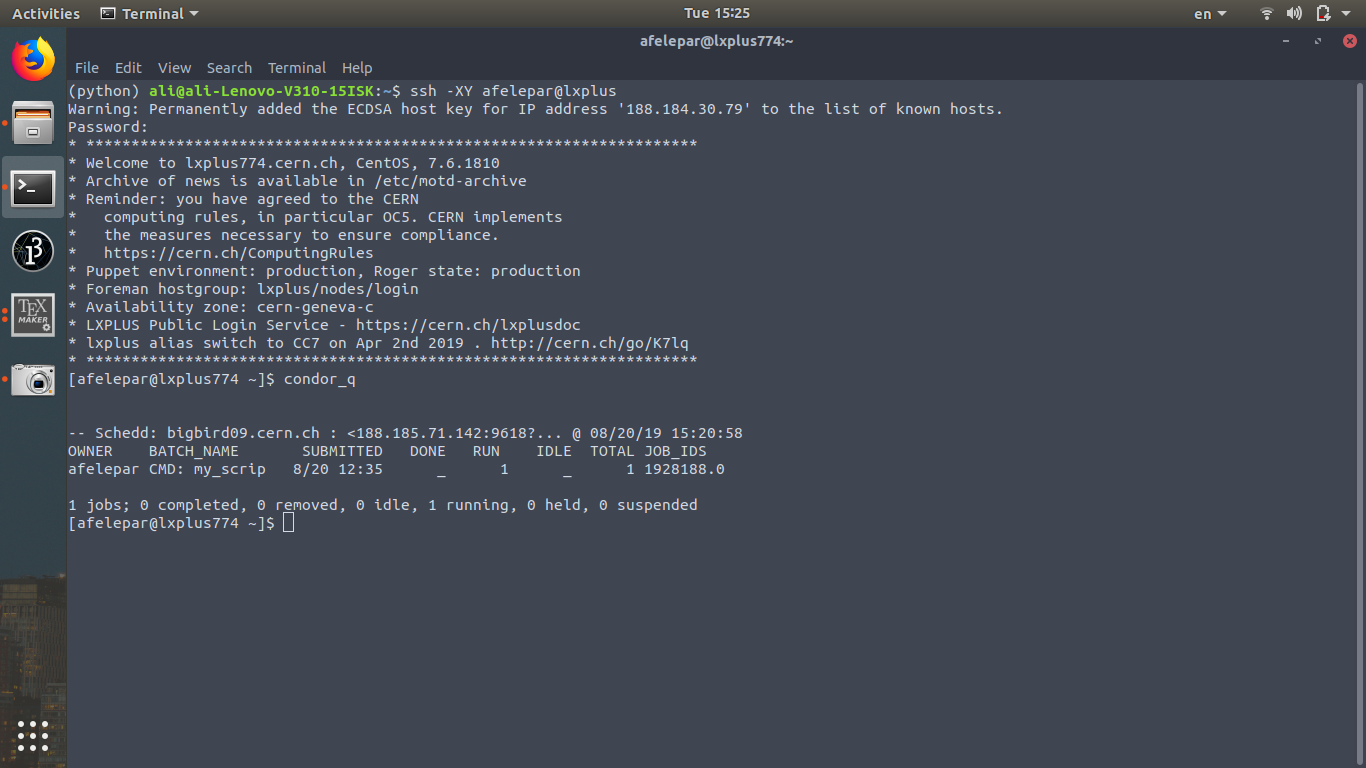 Activities Terminal Tue 15:25 en
afelepar@lxplus774:~
File Edit View Search Terminal Help
(python) ali@ali-Lenovo-V310-15ISK:~$ ssh -XY afelepar@lxplus
Warning: Permanently added the ECDSA host key for IP address '188.184.30.79' to the list of known hosts.
Password:
* ********************************************************************
* Welcome to lxplus774.cern.ch, CentOS, 7.6.1810
* Archive of news is available in /etc/motd-archive
* Reminder: you have agreed to the CERN
*   computing rules, in particular OC5. CERN implements
*   the measures necessary to ensure compliance.
*   https://cern.ch/ComputingRules
* Puppet environment: production, Roger state: production
* Foreman hostgroup: lxplus/nodes/login
* Availability zone: cern-geneva-c
* LXPLUS Public Login Service - https://cern.ch/lxplusdoc
* lxplus alias switch to CC7 on Apr 2nd 2019 . http://cern.ch/go/K7lq
* ********************************************************************
[afelepar@lxplus774 ~]$ condor_q
-- Schedd: bigbird09.cern.ch : <188.185.71.142:9618?... @ 08/20/19 15:20:58
OWNER    BATCH_NAME       SUBMITTED   DONE   RUN    IDLE  TOTAL JOB_IDS
afelepar CMD: my_scrip   8/20 12:35      _      1      _      1 1928188.0
1 jobs; 0 completed, 0 removed, 0 idle, 1 running, 0 held, 0 suspended
[afelepar@lxplus774 ~]$
TEX
MAKER